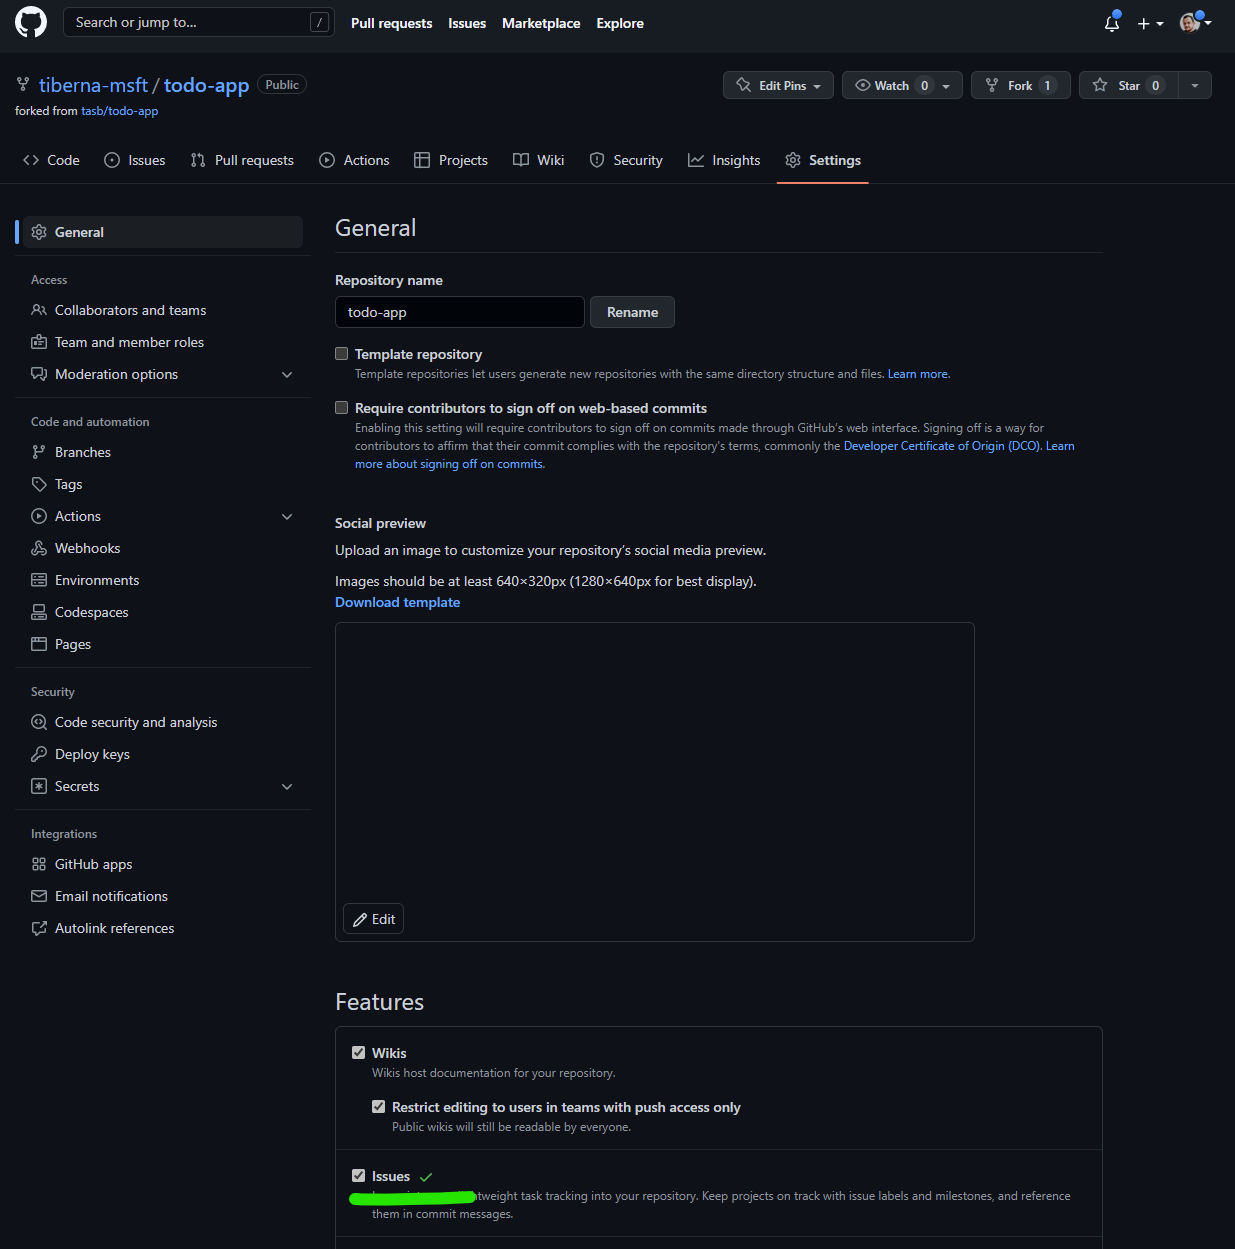 Search or jump to... /
Pull requests Issues Marketplace Explore
tiberna-msft / todo-app Public
Edit Pins Watch 0 Fork 1 Star 0
forked from tasb/todo-app
Code Issues Pull requests Actions Projects Wiki Security Insights Settings
General
Access
Collaborators and teams
Team and member roles
Moderation options
Code and automation
Branches
Tags
Actions
Webhooks
Environments
Codespaces
Pages
Security
Code security and analysis
Deploy keys
Secrets
Integrations
GitHub apps
Email notifications
Autolink references
General
Repository name
todo-app Rename
Template repository
Template repositories let users generate new repositories with the same directory structure and files. Learn more.
Require contributors to sign off on web-based commits
Enabling this setting will require contributors to sign off on commits made through GitHub's web interface. Signing off is a way for
contributors to affirm that their commit complies with the repository's terms, commonly the Developer Certificate of Origin (DCO). Learn
more about signing off on commits.
Social preview
Upload an image to customize your repository's social media preview.
Images should be at least 640×320px (1280×640px for best display).
Download template
Edit
Features
Wikis
Wikis host documentation for your repository.
Restrict editing to users in teams with push access only
Public wikis will still be readable by everyone.
Issues
task tracking into your repository. Keep projects on track with issue labels and milestones, and reference
them in commit messages.